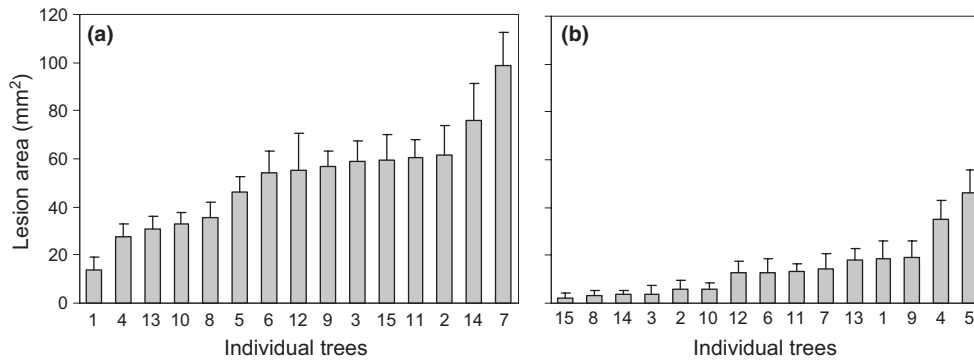 (a)
Lesion area (mm²)
120
100
80
60
40
20
0
1 4 13 10 8 5 6 12 9 3 15 11 2 14 7
Individual trees
(b)
15 8 14 3 2 10 12 6 11 7 13 1 9 4 5
Individual trees